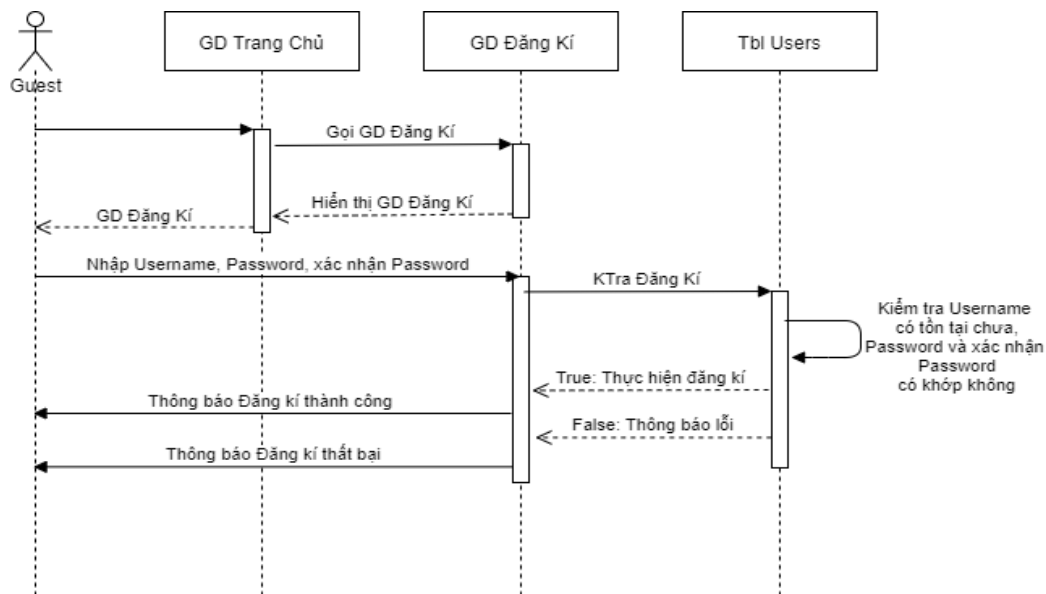 GD Trang Chủ
GD Đăng Kí
Tbl Users
Guest
Gọi GD Đăng Kí
Hiển thị GD Đăng Kí
GD Đăng Kí
Nhập Username, Password, xác nhận Password
KTra Đăng Kí
Kiểm tra Username
có tồn tại chưa,
Password và xác nhận
Password
có khớp không
True: Thực hiện đăng kí
Thông báo Đăng kí thành công
False: Thông báo lỗi
Thông báo Đăng kí thất bại